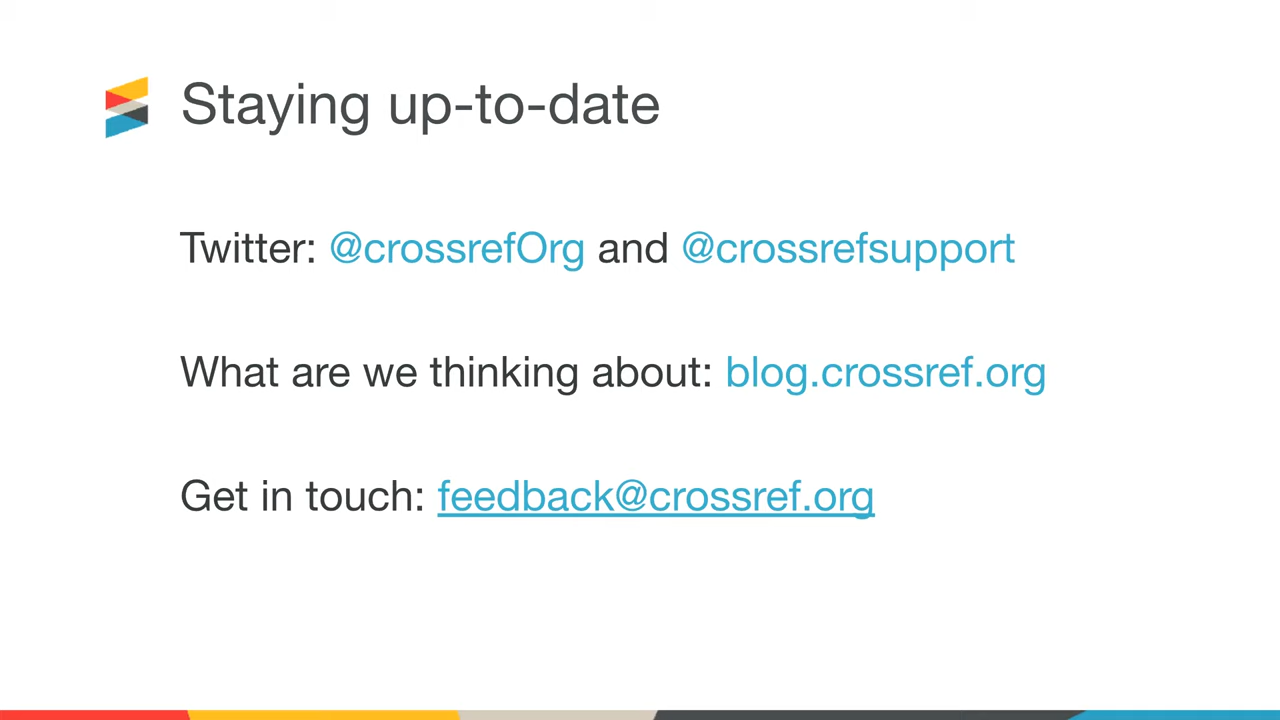 Staying up-to-date
Twitter: @crossrefOrg and @crossrefsupport
What are we thinking about: blog.crossref.org
Get in touch: feedback@crossref.org